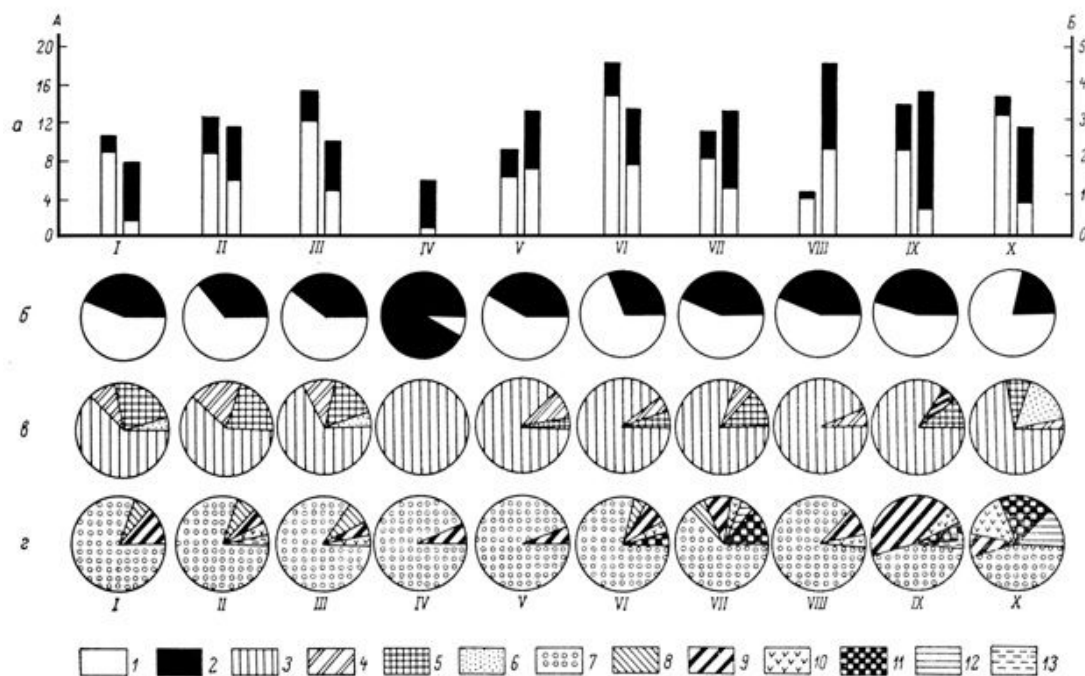 А Б
20 5
16 4
12 3
а
8 2
4 1
0 0
I II III IV V VI VII VIII IX X
б
в
г
I II III IV V VI VII VIII IX X
1 2 3 4 5 6 7 8 9 10 11 12 13